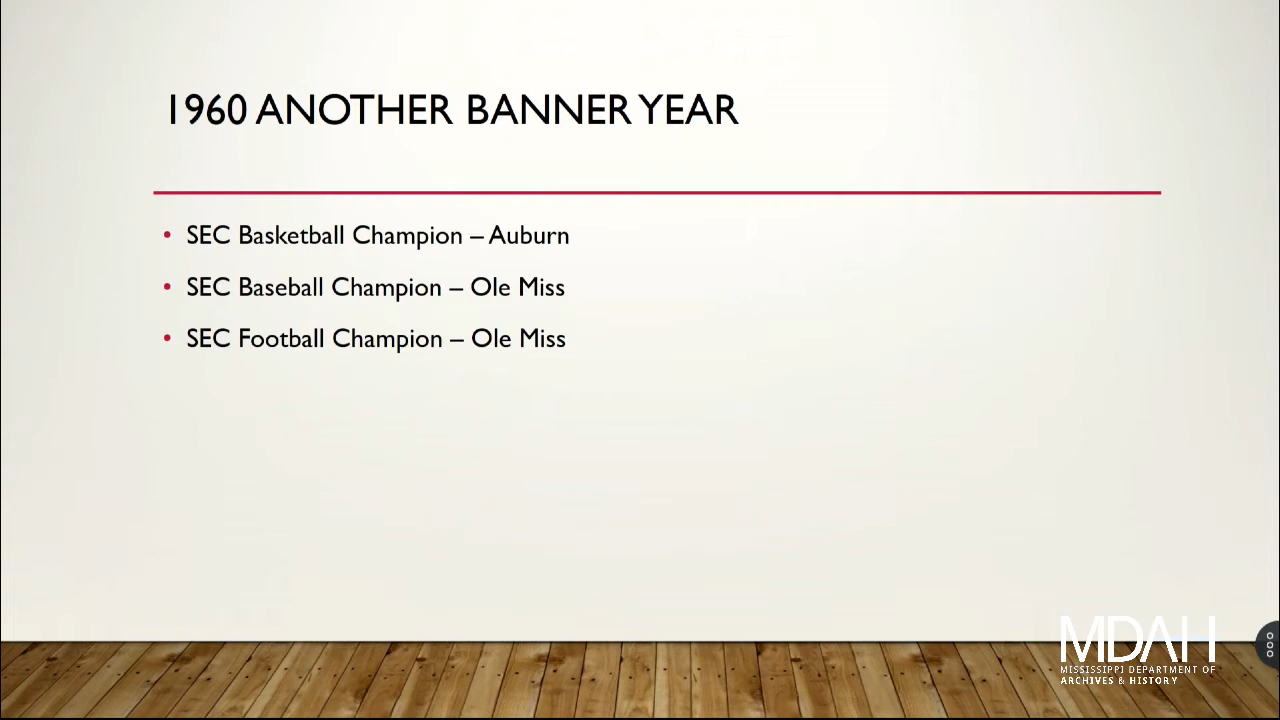 1960 ANOTHER BANNER YEAR
• SEC Basketball Champion – Auburn
• SEC Baseball Champion – Ole Miss
• SEC Football Champion – Ole Miss
MDAH
MISSISSIPPI DEPARTMENT OF
ARCHIVES & HISTORY